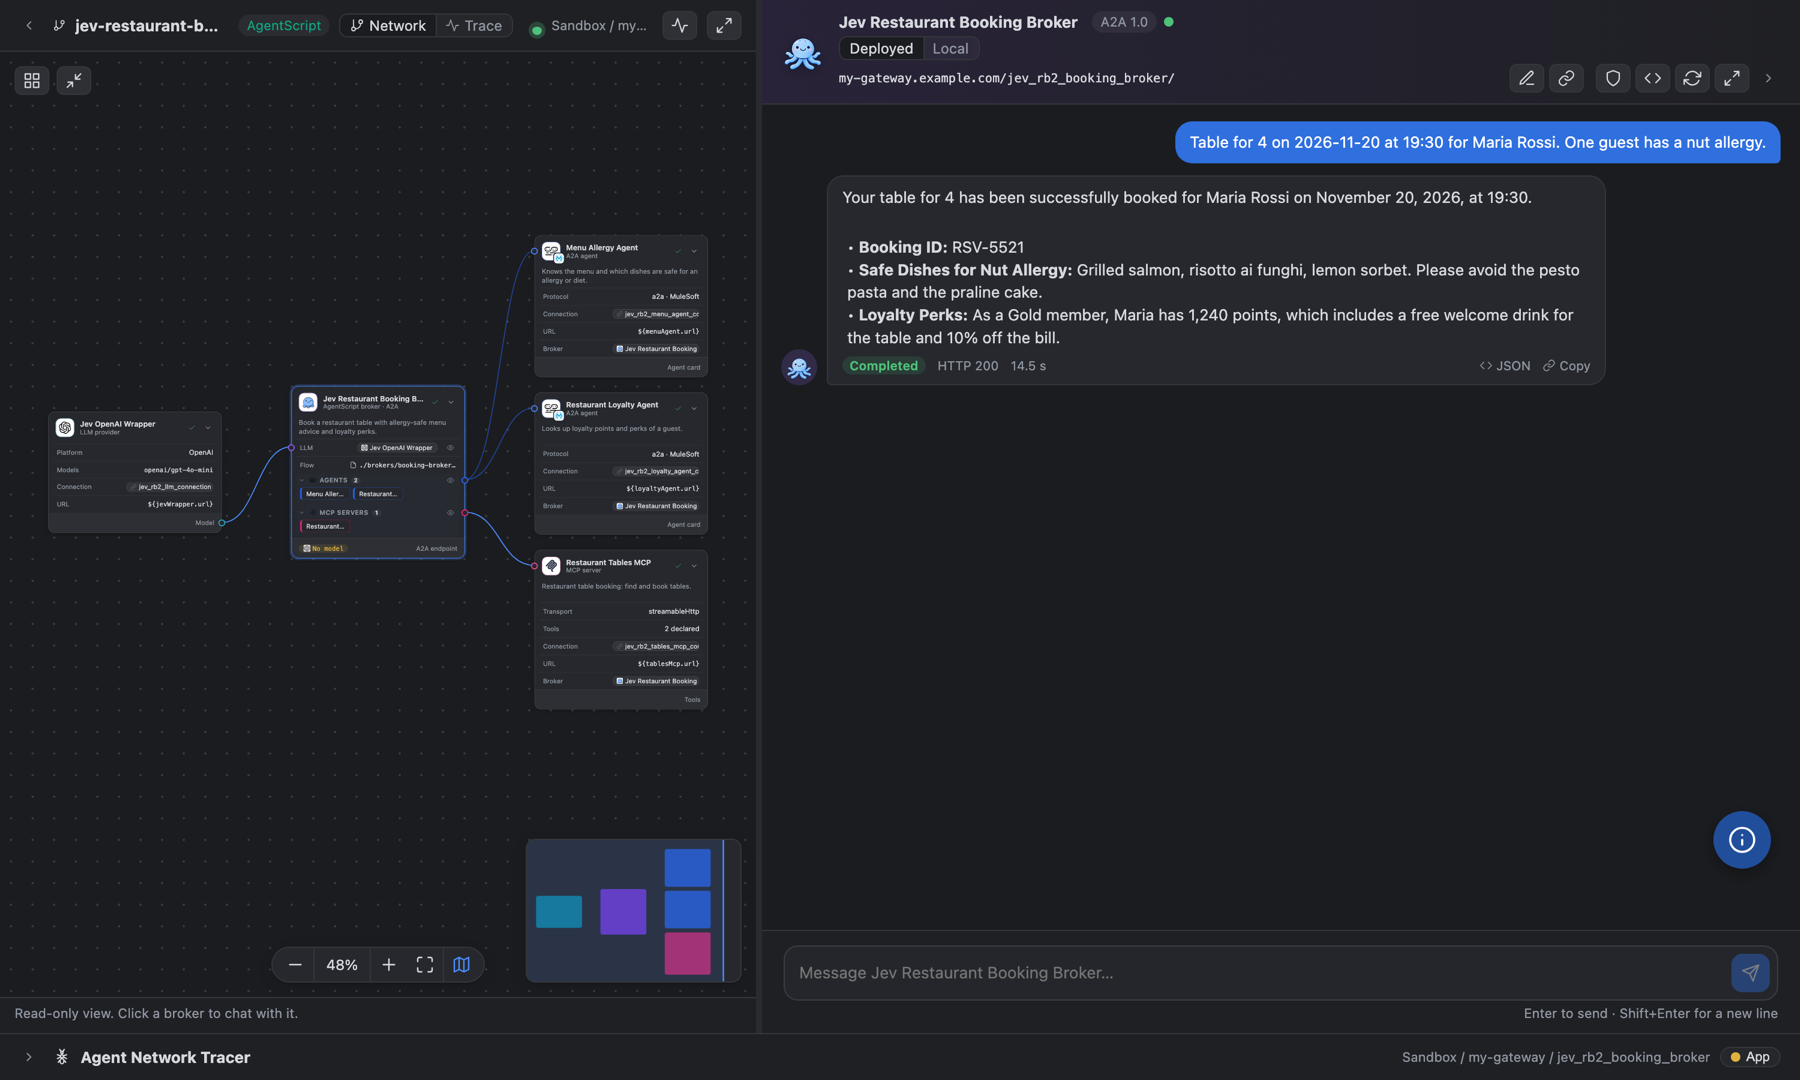 jev-restaurant-b...
AgentScript
Network
Trace
Sandbox / my...
Jev OpenAI Wrapper
LLM provider
Platform
OpenAI
Models
openai/gpt-4o-mini
Connection
jev_rb2_llm_connection
URL
${jevWrapper.url}
Model
Jev Restaurant Booking B...
AgentScript broker · A2A
Book a restaurant table with allergy-safe menu
advice and loyalty perks.
LLM
Jev OpenAI Wrapper
Flow
./brokers/booking-broker...
AGENTS 2
Menu Aller...
Restaurant...
MCP SERVERS 1
Restaurant...
No model
A2A endpoint
Menu Allergy Agent
A2A agent
Knows the menu and which dishes are safe for an
allergy or diet.
Protocol
a2a · MuleSoft
Connection
jev_rb2_menu_agent_cc
URL
${menuAgent.url}
Broker
Jev Restaurant Booking
Agent card
Restaurant Loyalty Agent
A2A agent
Looks up loyalty points and perks of a guest.
Protocol
a2a · MuleSoft
Connection
jev_rb2_loyalty_agent_c
URL
${loyaltyAgent.url}
Broker
Jev Restaurant Booking
Agent card
Restaurant Tables MCP
MCP server
Restaurant table booking: find and book tables.
Transport
streamableHttp
Tools
2 declared
Connection
jev_rb2_tables_mcp_co
URL
${tablesMcp.url}
Broker
Jev Restaurant Booking
Tools
48%
Read-only view. Click a broker to chat with it.
Jev Restaurant Booking Broker
A2A 1.0
Deployed
Local
my-gateway.example.com/jev_rb2_booking_broker/
Table for 4 on 2026-11-20 at 19:30 for Maria Rossi. One guest has a nut allergy.
Your table for 4 has been successfully booked for Maria Rossi on November 20, 2026, at 19:30.
• Booking ID: RSV-5521
• Safe Dishes for Nut Allergy: Grilled salmon, risotto ai funghi, lemon sorbet. Please avoid the pesto
pasta and the praline cake.
• Loyalty Perks: As a Gold member, Maria has 1,240 points, which includes a free welcome drink for
the table and 10% off the bill.
Completed
HTTP 200
14.5 s
JSON
Copy
Message Jev Restaurant Booking Broker...
Enter to send · Shift+Enter for a new line
Agent Network Tracer
Sandbox / my-gateway / jev_rb2_booking_broker
App